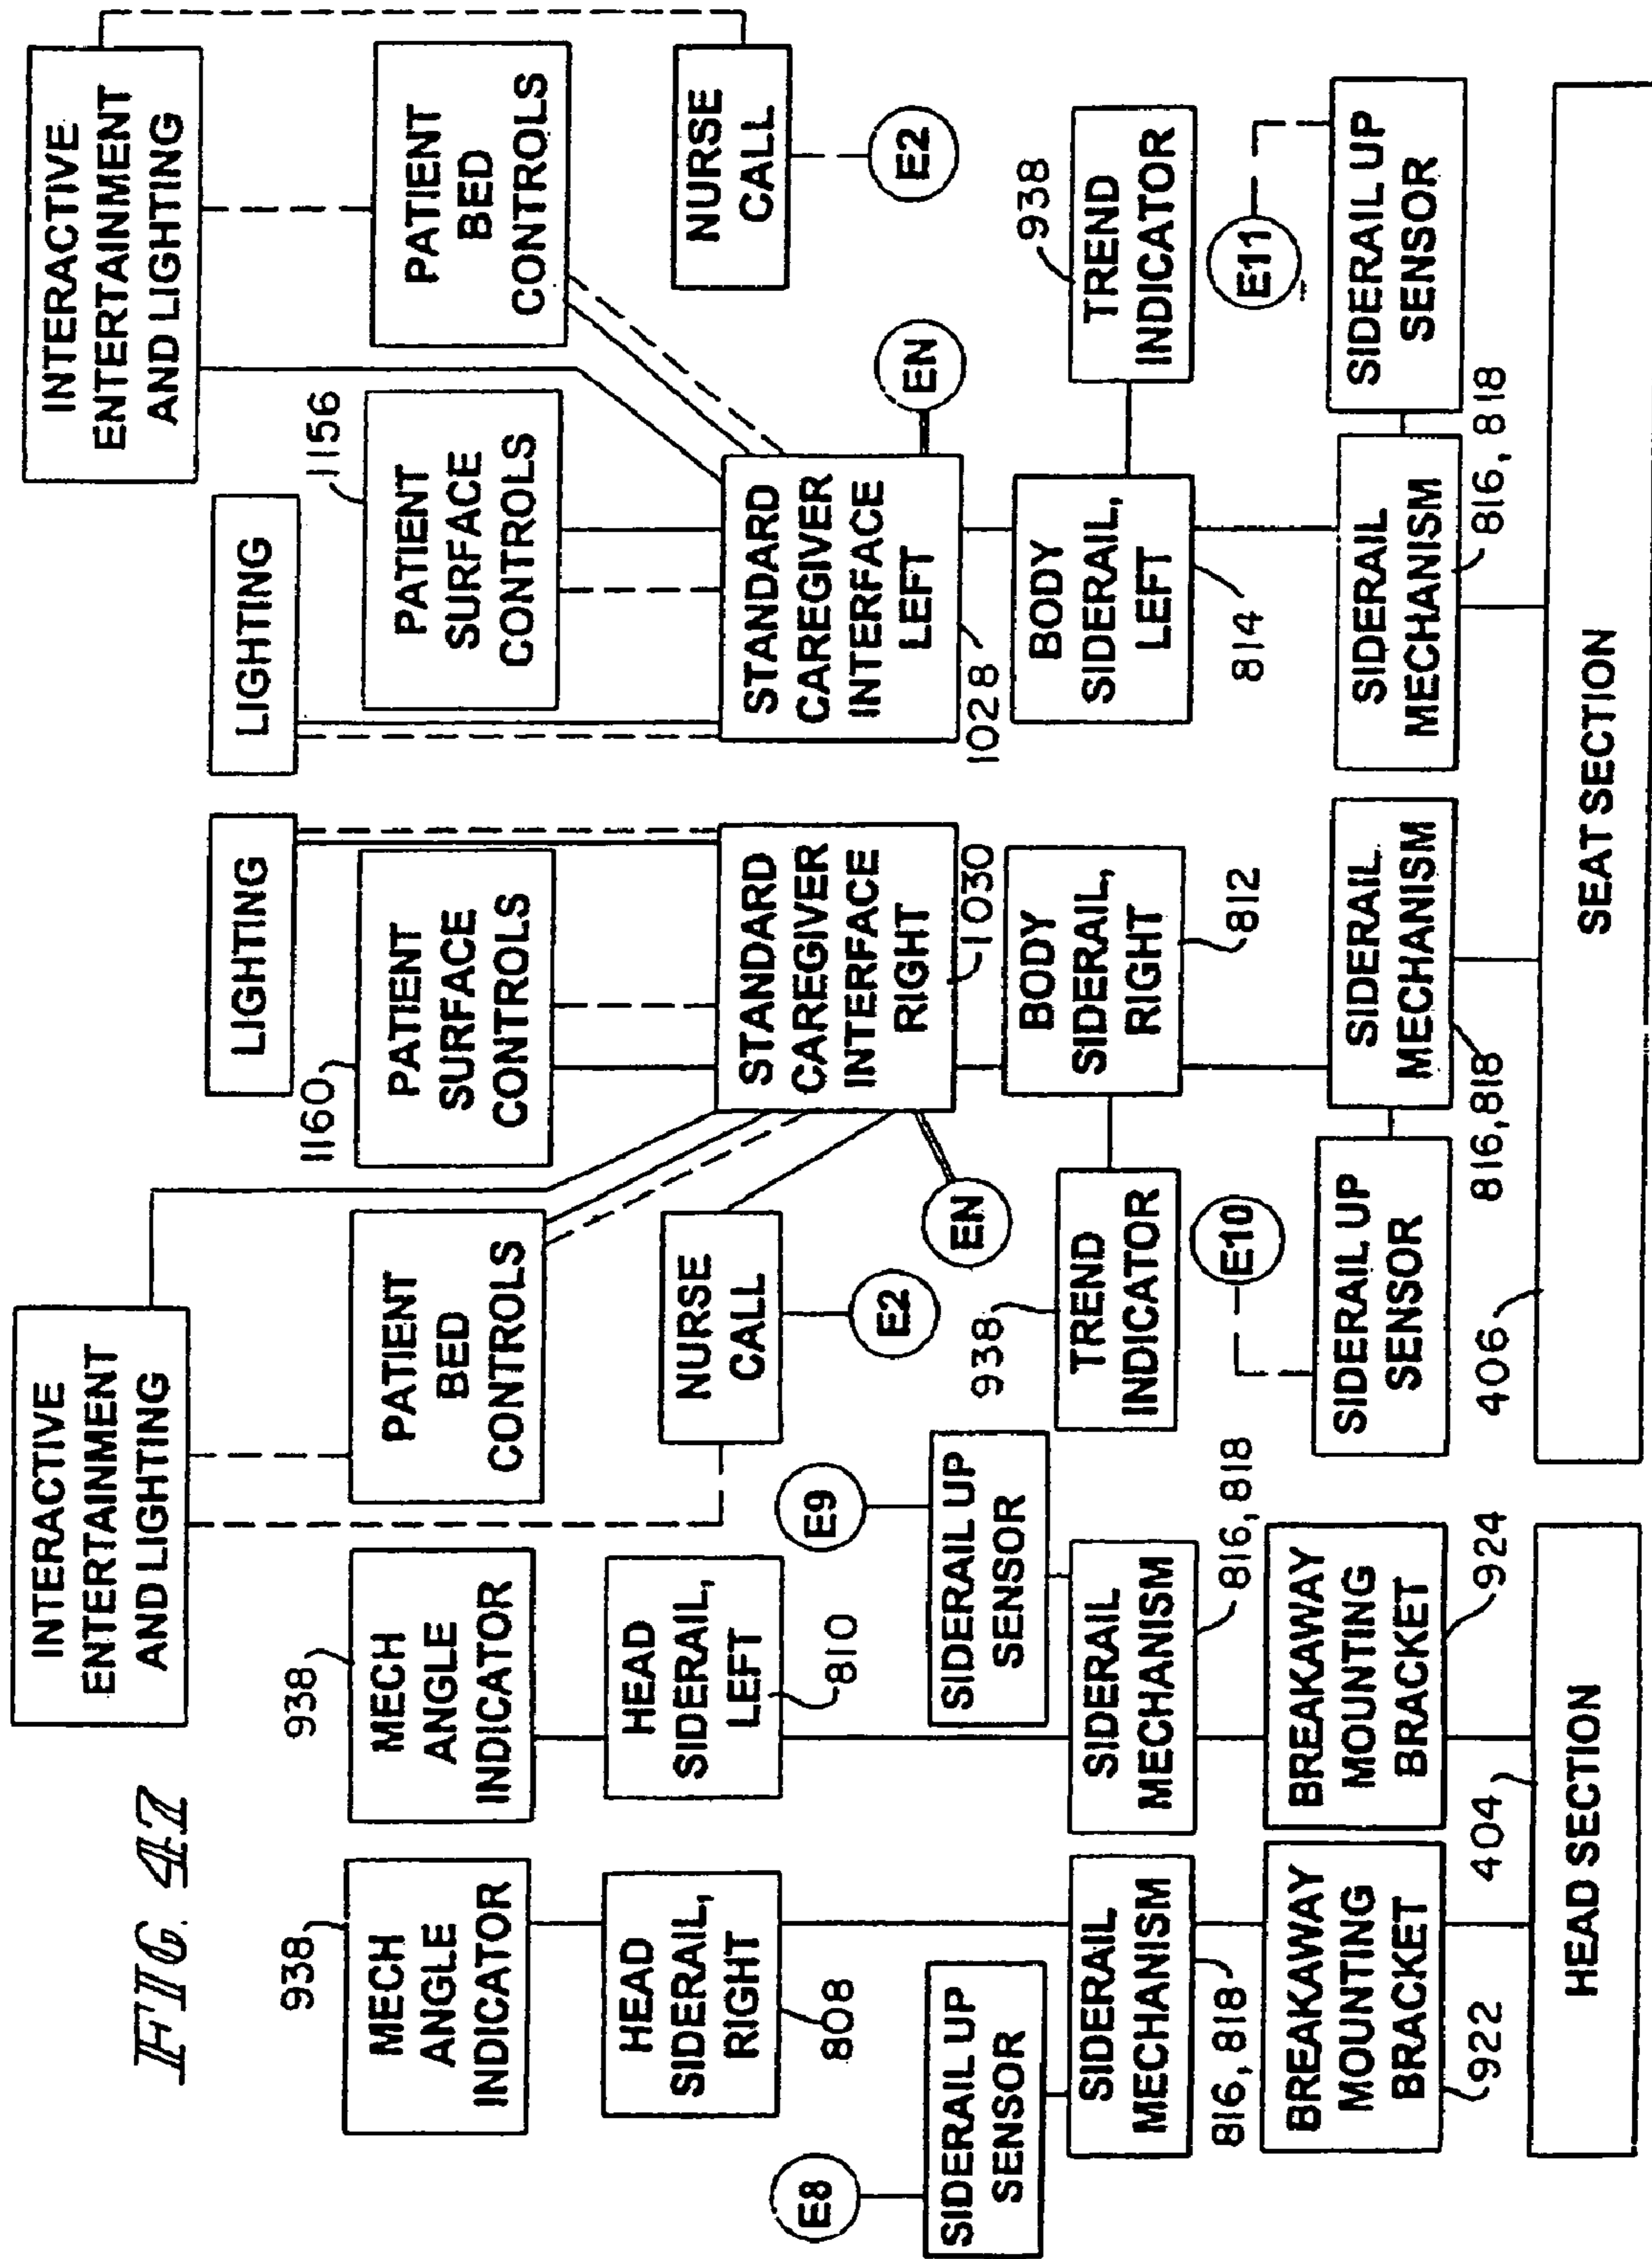 FIG. 47
938
MECH
ANGLE
INDICATOR
HEAD
SIDERAIL,
RIGHT
808
E8
SIDERAIL UP
SENSOR
SIDERAIL
MECHANISM
816, 818
BREAKAWAY
MOUNTING
BRACKET
922
938
MECH
ANGLE
INDICATOR
HEAD
SIDERAIL,
LEFT
810
E9
SIDERAIL UP
SENSOR
SIDERAIL
MECHANISM
816, 818
BREAKAWAY
MOUNTING
BRACKET
924
404
HEAD SECTION
INTERACTIVE
ENTERTAINMENT
AND LIGHTING
PATIENT
BED
CONTROLS
NURSE
CALL
E2
EN
1160
PATIENT
SURFACE
CONTROLS
LIGHTING
STANDARD
CAREGIVER
INTERFACE
RIGHT
1030
938
TREND
INDICATOR
BODY
SIDERAIL,
RIGHT
812
E10
SIDERAIL UP
SENSOR
SIDERAIL
MECHANISM
816, 818
INTERACTIVE
ENTERTAINMENT
AND LIGHTING
LIGHTING
1156
PATIENT
SURFACE
CONTROLS
PATIENT
BED
CONTROLS
NURSE
CALL
E2
EN
STANDARD
CAREGIVER
INTERFACE
LEFT
1028
BODY
SIDERAIL,
LEFT
814
938
TREND
INDICATOR
E11
SIDERAIL UP
SENSOR
SIDERAIL
MECHANISM
816, 818
406
SEAT SECTION